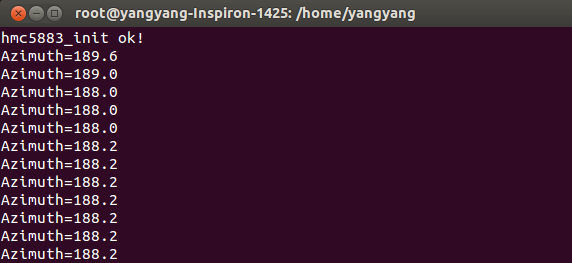 root@yangyang-Inspiron-1425: /home/yangyang
hmc5883_init ok!
Azimuth=189.6
Azimuth=189.0
Azimuth=188.0
Azimuth=188.0
Azimuth=188.0
Azimuth=188.2
Azimuth=188.2
Azimuth=188.2
Azimuth=188.2
Azimuth=188.2
Azimuth=188.2
Azimuth=188.2